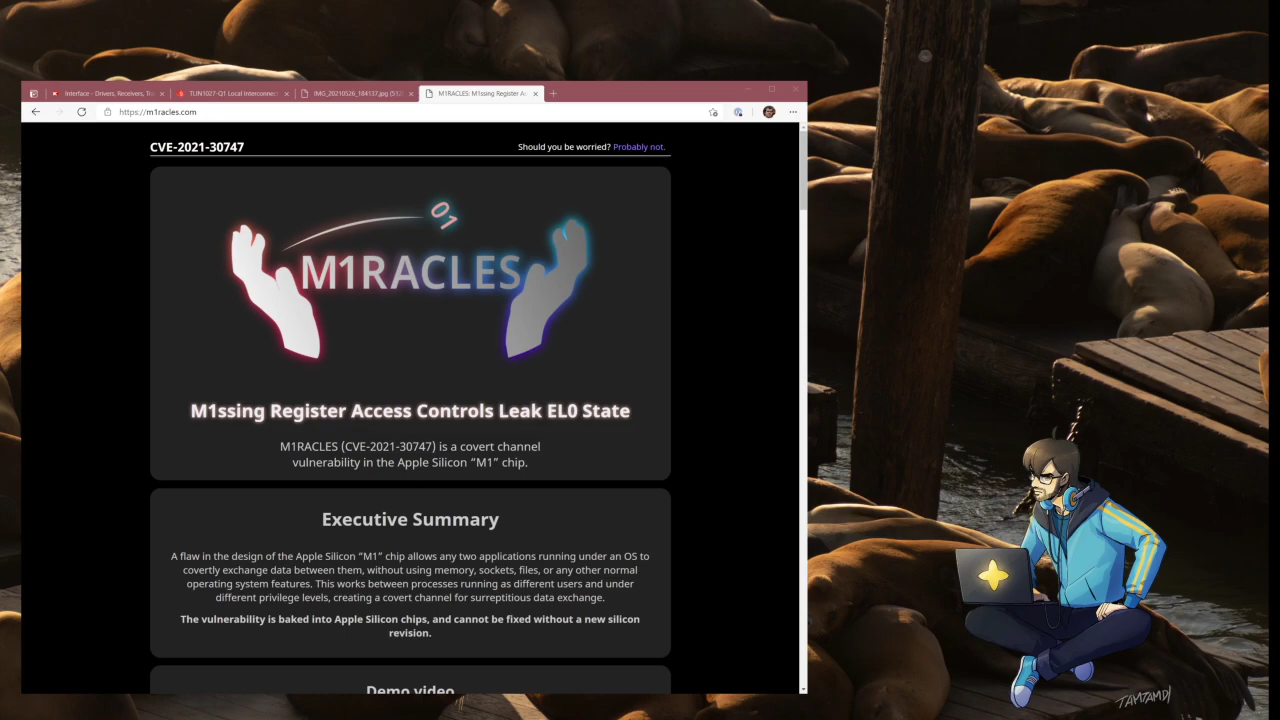 Interface - Drivers, Receivers, Tra
TLIN1027-Q1 Local Interconnect
IMG_20210526_184137.jpg (512
M1RACLES: M1ssing Register A
https://m1racles.com
CVE-2021-30747
Should you be worried? Probably not.
01
M1RACLES
M1ssing Register Access Controls Leak EL0 State
M1RACLES (CVE-2021-30747) is a covert channel
vulnerability in the Apple Silicon “M1” chip.
Executive Summary
A flaw in the design of the Apple Silicon “M1” chip allows any two applications running under an OS to
covertly exchange data between them, without using memory, sockets, files, or any other normal
operating system features. This works between processes running as different users and under
different privilege levels, creating a covert channel for surreptitious data exchange.
The vulnerability is baked into Apple Silicon chips, and cannot be fixed without a new silicon
revision.
Demo video
TAMTAMDI